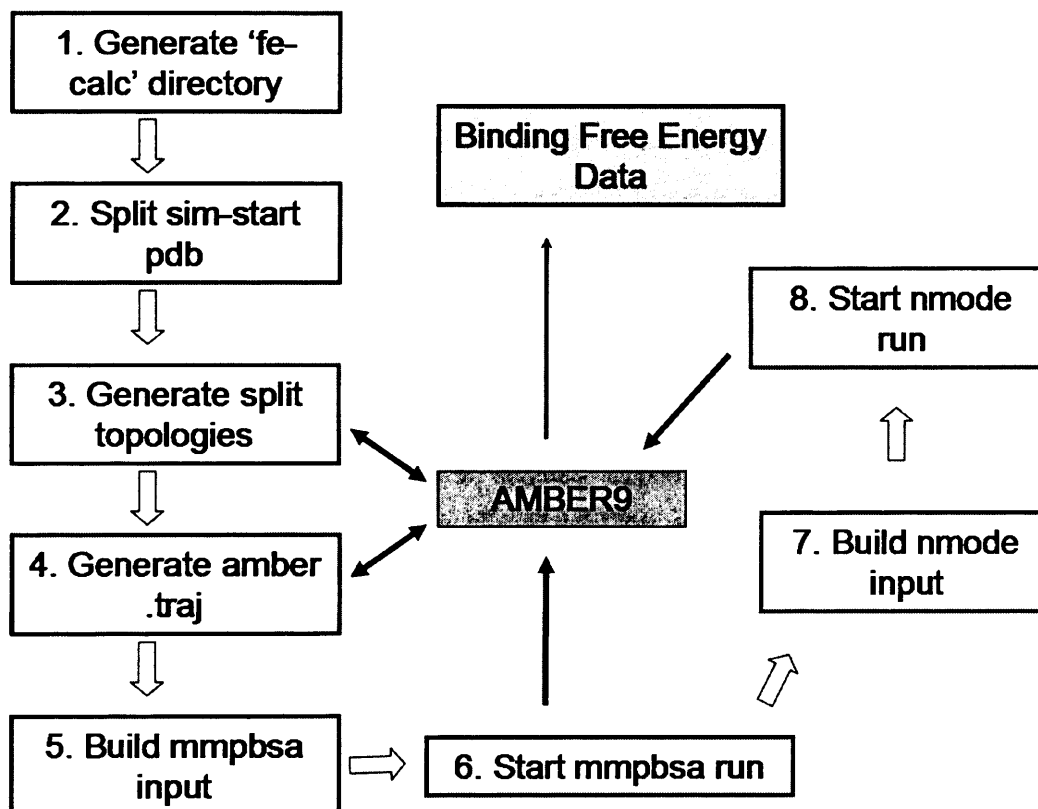 1. Generate ‘fe-
calc’ directory
2. Split sim-start
pdb
3. Generate split
topologies
4. Generate amber
.traj
5. Build mmpbsa
input
6. Start mmpbsa run
7. Build nmode
input
8. Start nmode
run
AMBER9
Binding Free Energy
Data